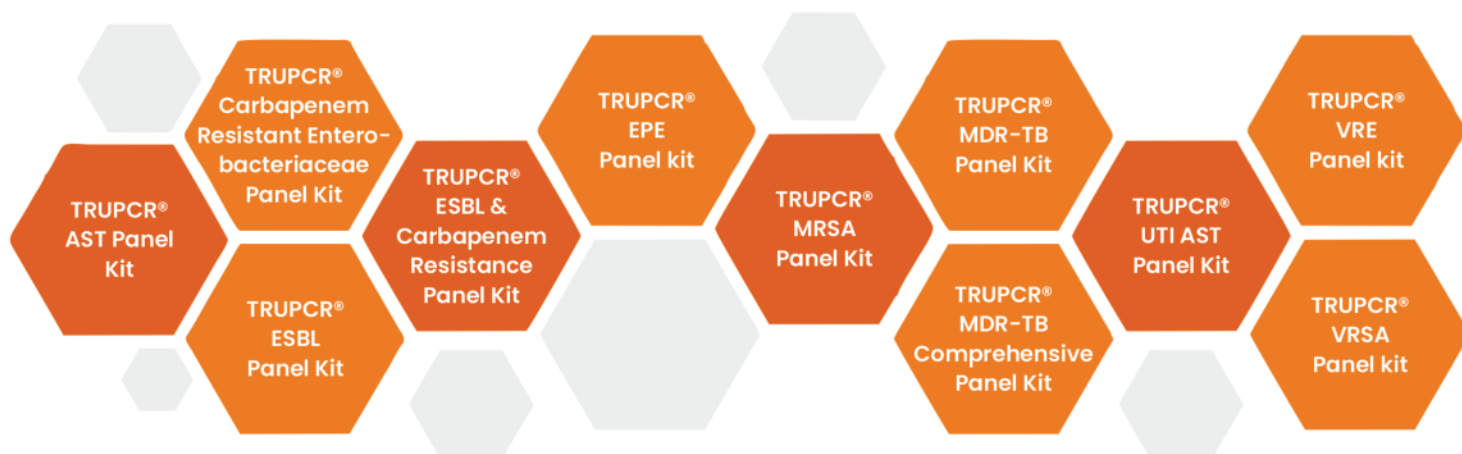 TRUPCR®
AST Panel
Kit
TRUPCR®
Carbapenem
Resistant Entero-
bacteriaceae
Panel Kit
TRUPCR®
ESBL
Panel Kit
TRUPCR®
ESBL &
Carbapenem
Resistance
Panel Kit
TRUPCR®
EPE
Panel kit
TRUPCR®
MRSA
Panel Kit
TRUPCR®
MDR-TB
Panel Kit
TRUPCR®
MDR-TB
Comprehensive
Panel Kit
TRUPCR®
UTI AST
Panel Kit
TRUPCR®
VRE
Panel kit
TRUPCR®
VRSA
Panel kit